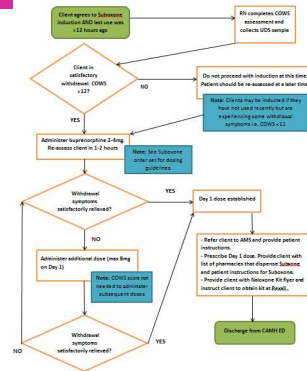 Client agrees to Suboxone
induction AND last use was
>12 hours ago
RN completes COWS
assessment and
collects UDS sample
Client in
satisfactory
withdrawal: COWS
>12?
NO
YES
Do not proceed with induction at this time.
Patient should be re-assessed at a later time
Note: Clients may be inducted if they
have not used recently but are
experiencing some withdrawal
symptoms i.e. COWS <12
Administer buprenorphine 2-4mg.
Re-assess client in 1-2 hours
Note: See Suboxone
order set for dosing
guidelines
Withdrawal
symptoms
satisfactorily relieved?
YES
NO
Day 1 dose established
Administer additional dose (max 8mg
on Day 1)
Note: COWS score not
needed to administer
subsequent doses
- Refer client to AMS and provide patient
instructions.
- Prescribe Day 1 dose. Provide client with
list of pharmacies that dispense Suboxone
and patient instructions for Suboxone.
- Provide client with Naloxone Kit flyer and
instruct client to obtain kit at Rexall.
Withdrawal
symptoms
satisfactorily relieved?
NO
YES
Discharge from CAMH ED